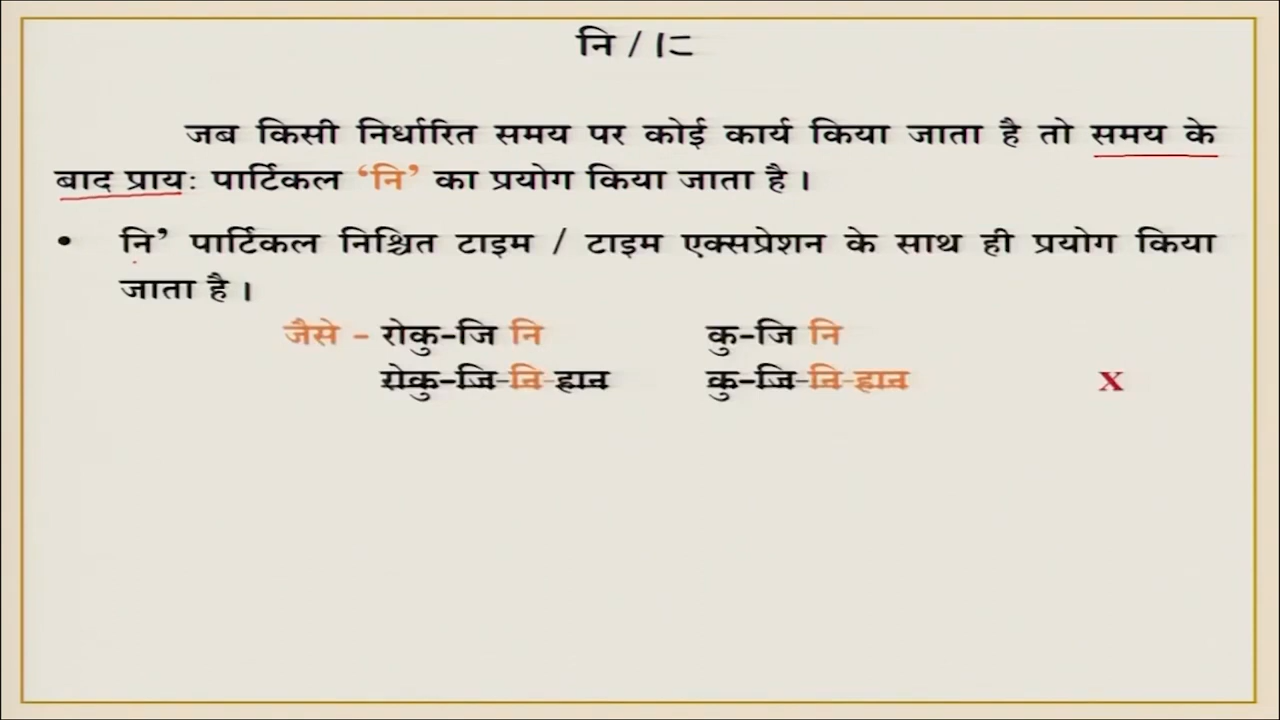 नि / に
जब किसी निर्धारित समय पर कोई कार्य किया जाता है तो समय के
बाद प्राय: पार्टिकल ‘नि’ का प्रयोग किया जाता है ।
• नि’ पार्टिकल निश्चित टाइम / टाइम एक्सप्रेशन के साथ ही प्रयोग किया
जाता है ।
जैसे - रोकु-जि नि कु-जि नि
रोकु-जि-नि-हान कु-जि-नि-हान X